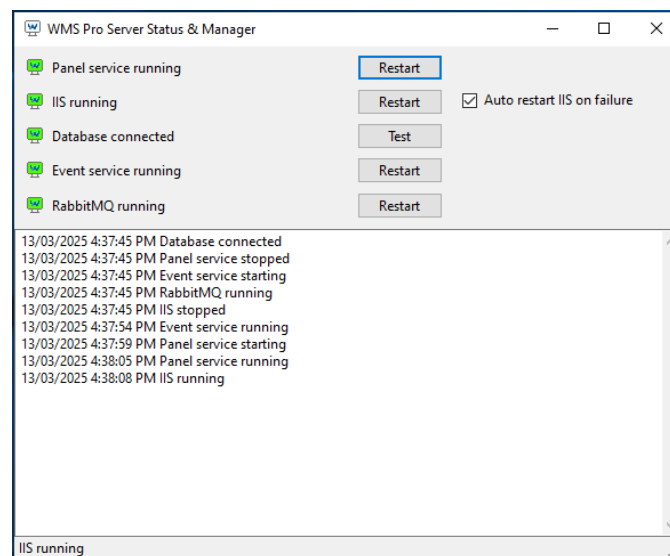 WMS Pro Server Status & Manager
Panel service running Restart
IIS running Restart Auto restart IIS on failure
Database connected Test
Event service running Restart
RabbitMQ running Restart
13/03/2025 4:37:45 PM Database connected
13/03/2025 4:37:45 PM Panel service stopped
13/03/2025 4:37:45 PM Event service starting
13/03/2025 4:37:45 PM RabbitMQ running
13/03/2025 4:37:45 PM IIS stopped
13/03/2025 4:37:54 PM Event service running
13/03/2025 4:37:59 PM Panel service starting
13/03/2025 4:38:05 PM Panel service running
13/03/2025 4:38:08 PM IIS running
IIS running